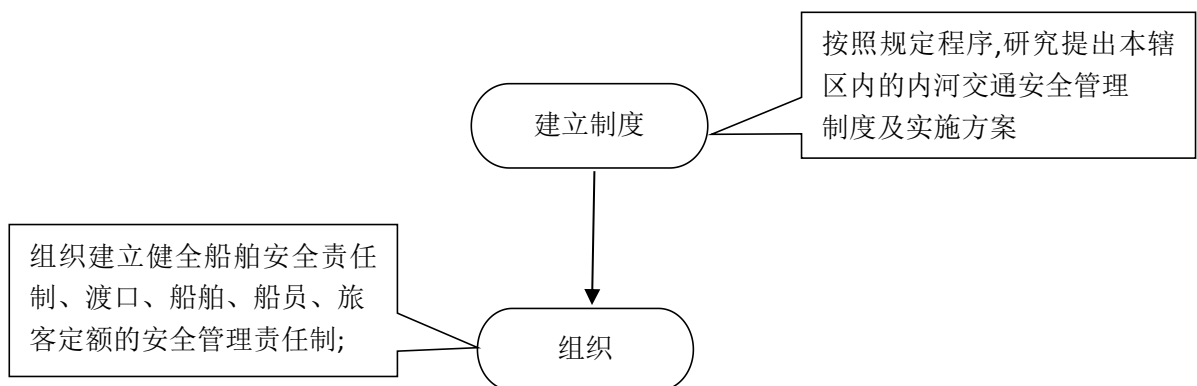 按照规定程序,研究提出本辖
区内的内河交通安全管理
制度及实施方案
建立制度
组织建立健全船舶安全责任
制、渡口、船舶、船员、旅
客定额的安全管理责任制;
组织